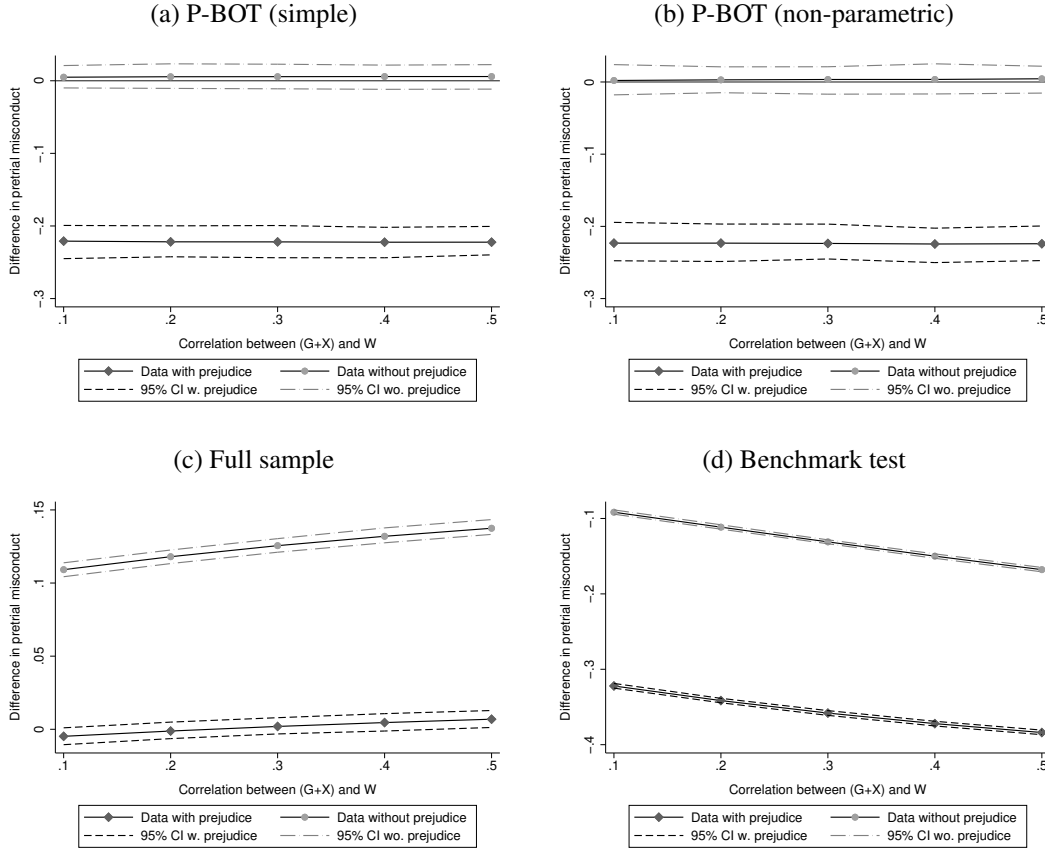 (a) P-BOT (simple)
Difference in pretrial misconduct
0
-.1
-.2
-.3
.1 .2 .3 .4 .5
Correlation between (G+X) and W
Data with prejudice Data without prejudice
95% CI w. prejudice 95% CI wo. prejudice
(b) P-BOT (non-parametric)
Difference in pretrial misconduct
0
-.1
-.2
-.3
.1 .2 .3 .4 .5
Correlation between (G+X) and W
Data with prejudice Data without prejudice
95% CI w. prejudice 95% CI wo. prejudice
(c) Full sample
Difference in pretrial misconduct
.15
.1
.05
0
.1 .2 .3 .4 .5
Correlation between (G+X) and W
Data with prejudice Data without prejudice
95% CI w. prejudice 95% CI wo. prejudice
(d) Benchmark test
Difference in pretrial misconduct
-.1
-.2
-.3
-.4
.1 .2 .3 .4 .5
Correlation between (G+X) and W
Data with prejudice Data without prejudice
95% CI w. prejudice 95% CI wo. prejudice